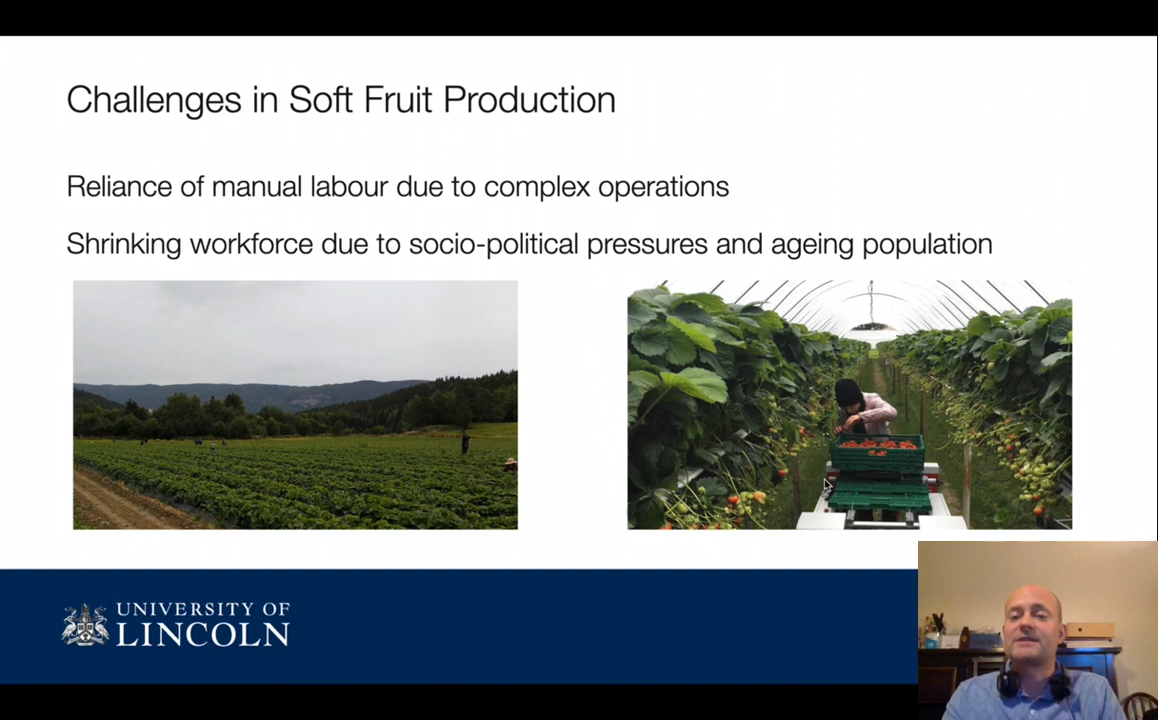 Challenges in Soft Fruit Production
Reliance of manual labour due to complex operations
Shrinking workforce due to socio-political pressures and ageing population
UNIVERSITY OF
LINCOLN